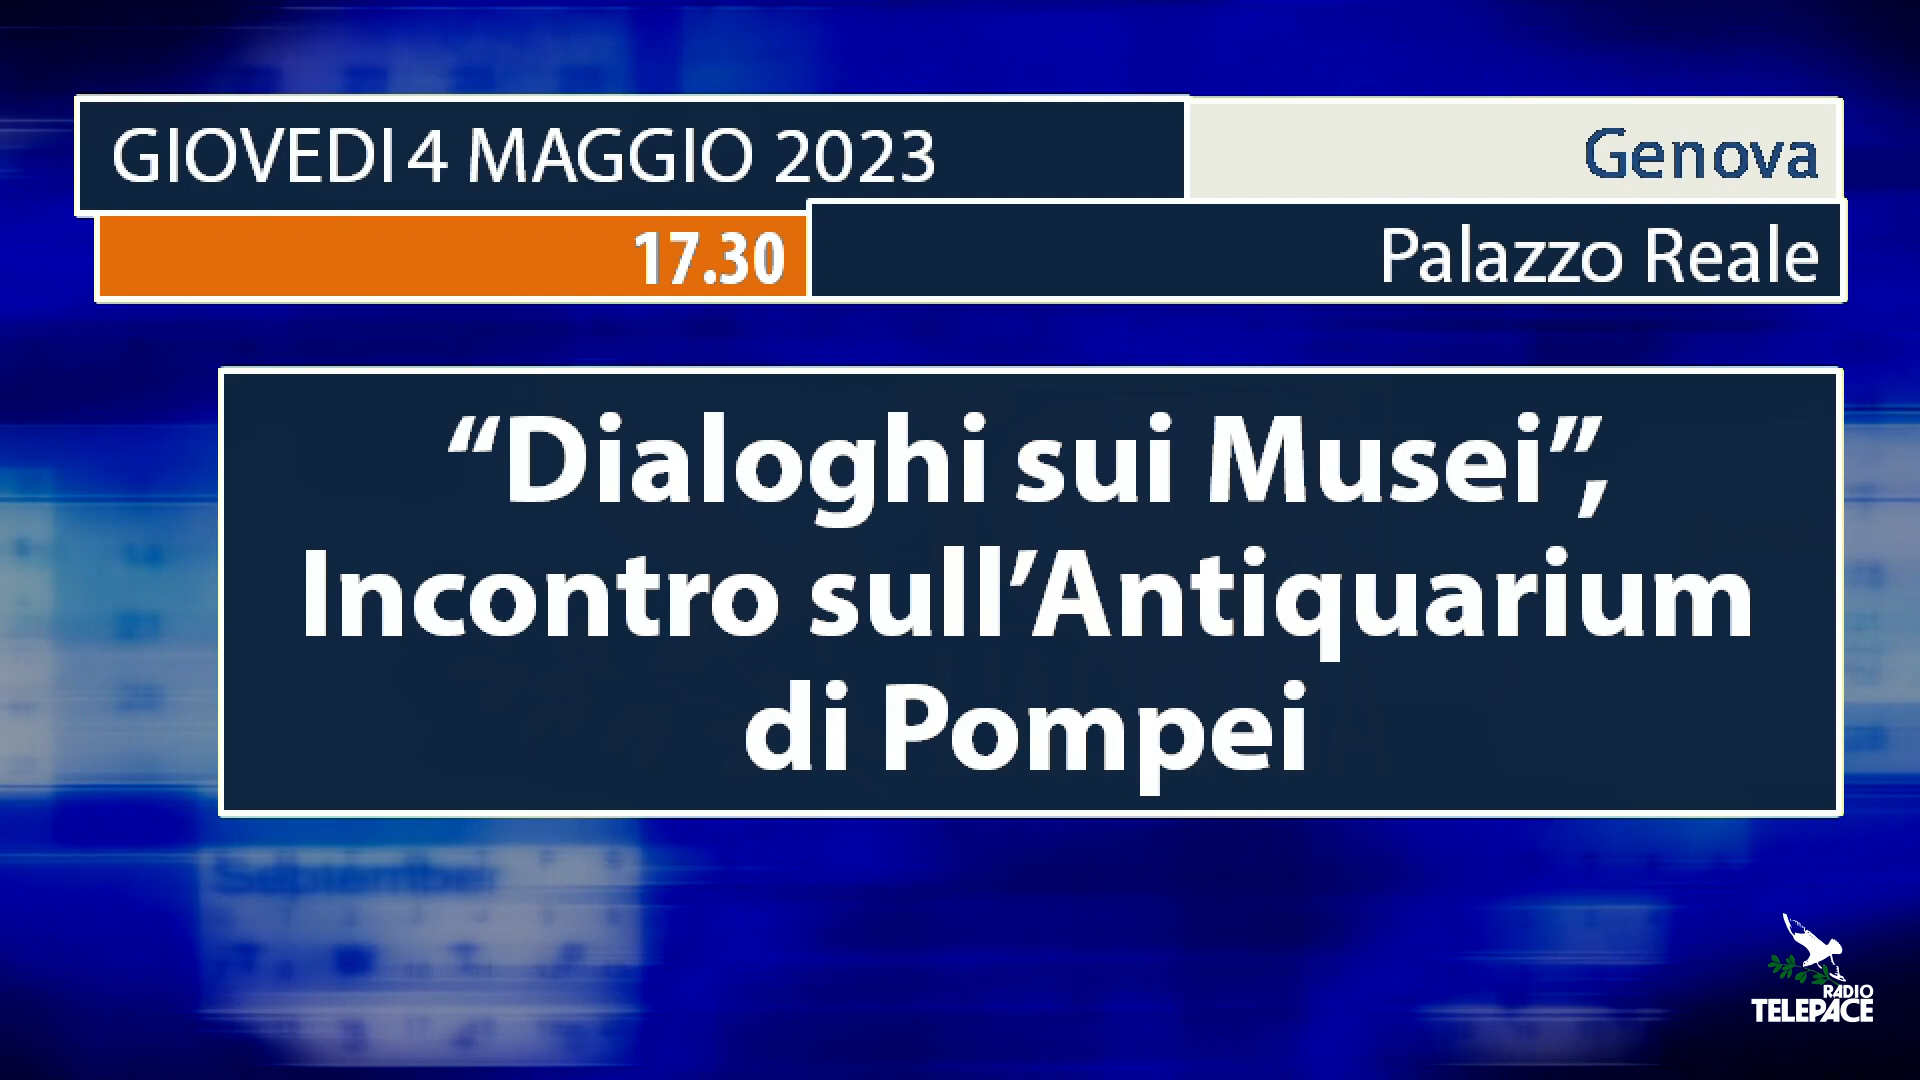 GIOVEDI 4 MAGGIO 2023
Genova
17.30
Palazzo Reale
“Dialoghi sui Musei”,
Incontro sull’Antiquarium
di Pompei
September
RADIO
TELEPACE